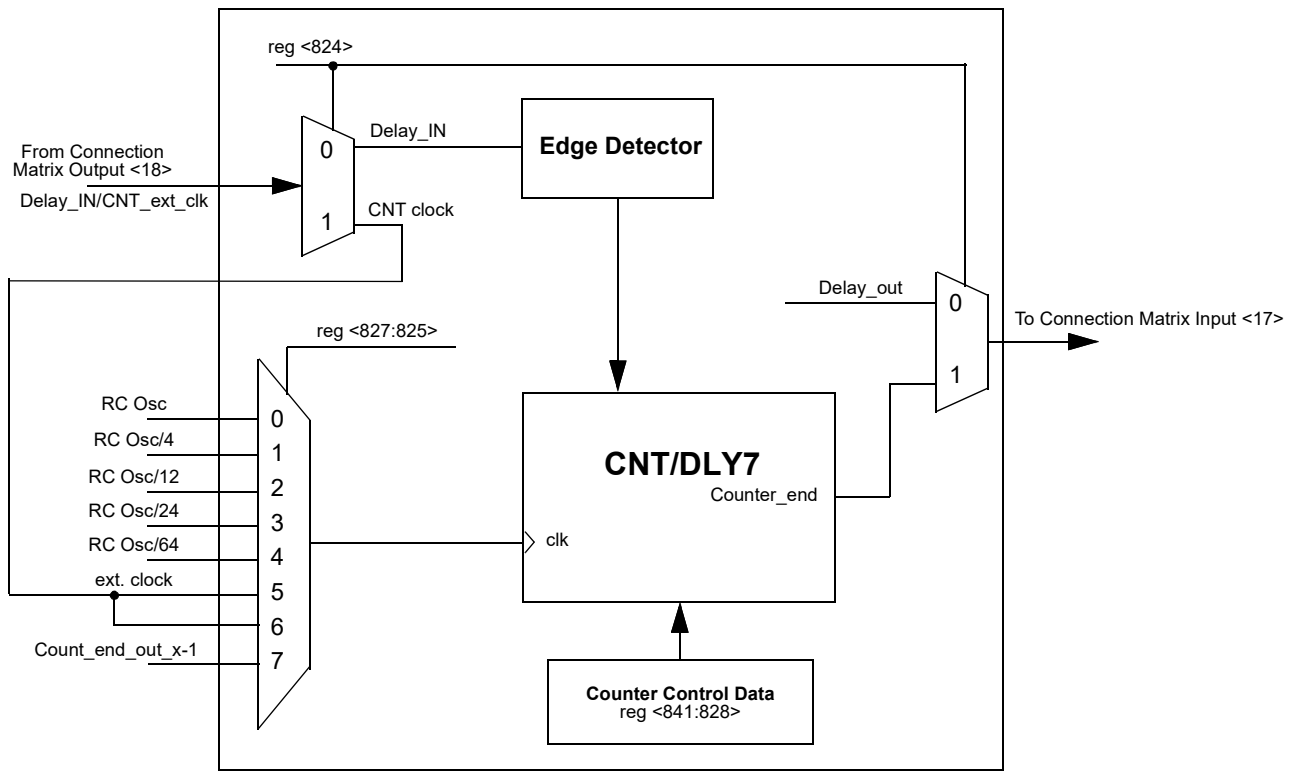 reg <824>
From Connection
Matrix Output <18>
Delay_IN/CNT_ext_clk
0
1
Delay_IN
CNT clock
Edge Detector
Delay_out
0
1
To Connection Matrix Input <17>
reg <827:825>
RC Osc
RC Osc/4
RC Osc/12
RC Osc/24
RC Osc/64
ext. clock
Count_end_out_x-1
0
1
2
3
4
5
6
7
CNT/DLY7
Counter_end
clk
Counter Control Data
reg <841:828>